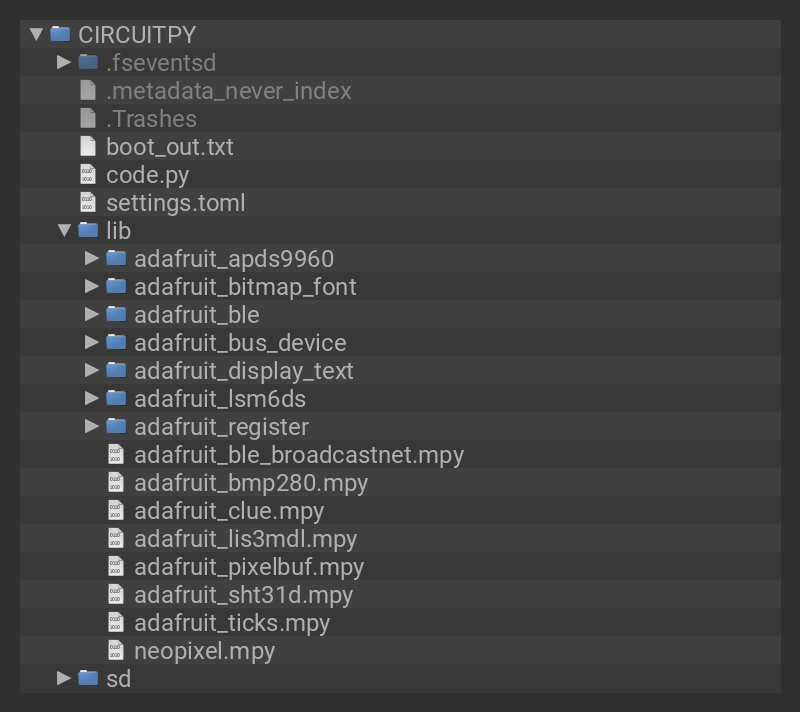 CIRCUITPY
.fseventsd
.metadata_never_index
.Trashes
boot_out.txt
code.py
settings.toml
lib
adafruit_apds9960
adafruit_bitmap_font
adafruit_ble
adafruit_bus_device
adafruit_display_text
adafruit_lsm6ds
adafruit_register
adafruit_ble_broadcastnet.mpy
adafruit_bmp280.mpy
adafruit_clue.mpy
adafruit_lis3mdl.mpy
adafruit_pixelbuf.mpy
adafruit_sht31d.mpy
adafruit_ticks.mpy
neopixel.mpy
sd